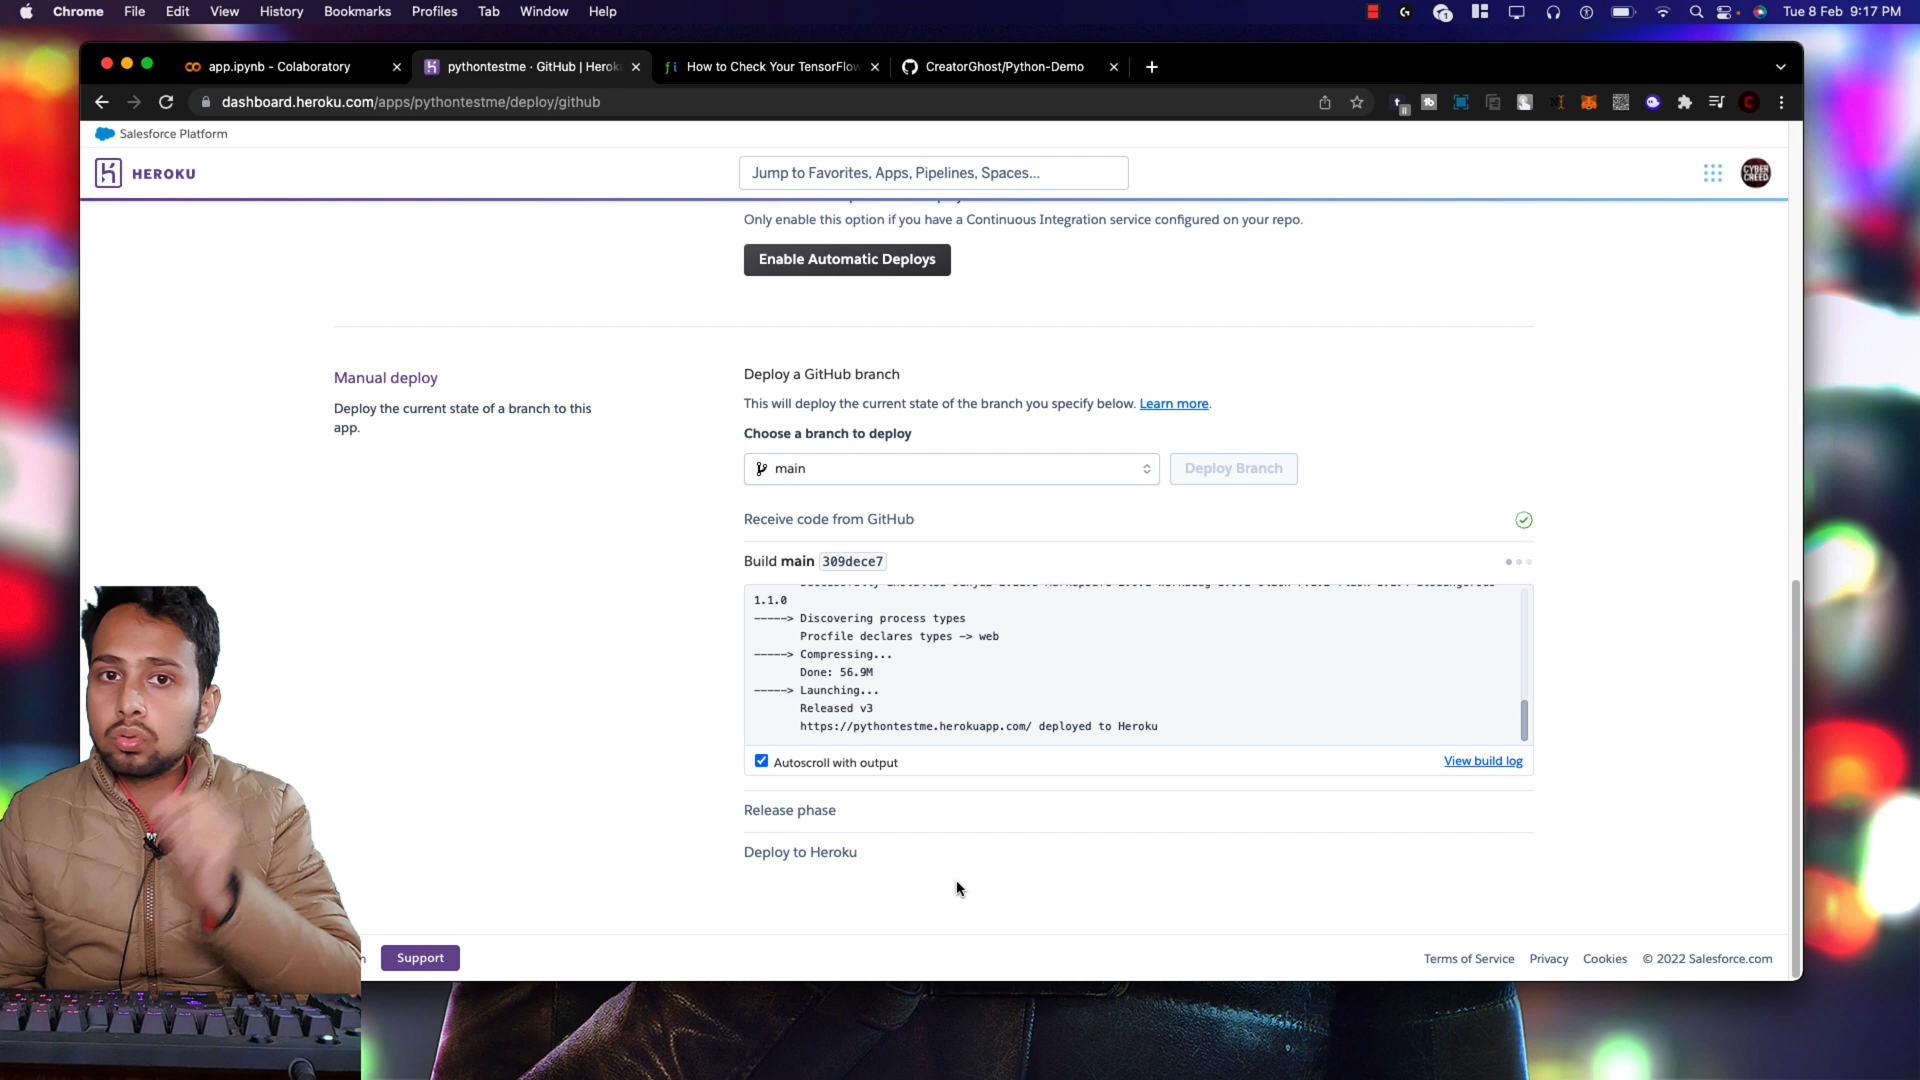 Chrome File Edit View History Bookmarks Profiles Tab Window Help
Tue 8 Feb 9:17 PM
app.ipynb - Colaboratory
pythontestme · GitHub | Heroku
How to Check Your TensorFlow
CreatorGhost/Python-Demo
dashboard.heroku.com/apps/pythontestme/deploy/github
Salesforce Platform
HEROKU
Jump to Favorites, Apps, Pipelines, Spaces...
CYBER
CREED
Only enable this option if you have a Continuous Integration service configured on your repo.
Enable Automatic Deploys
Manual deploy
Deploy the current state of a branch to this
app.
Deploy a GitHub branch
This will deploy the current state of the branch you specify below. Learn more.
Choose a branch to deploy
main
Deploy Branch
Receive code from GitHub
Build main 309dece7
1.1.0
-----> Discovering process types
Procfile declares types -> web
-----> Compressing...
Done: 56.9M
-----> Launching...
Released v3
https://pythontestme.herokuapp.com/ deployed to Heroku
Autoscroll with output
View build log
Release phase
Deploy to Heroku
Support
Terms of Service Privacy Cookies © 2022 Salesforce.com